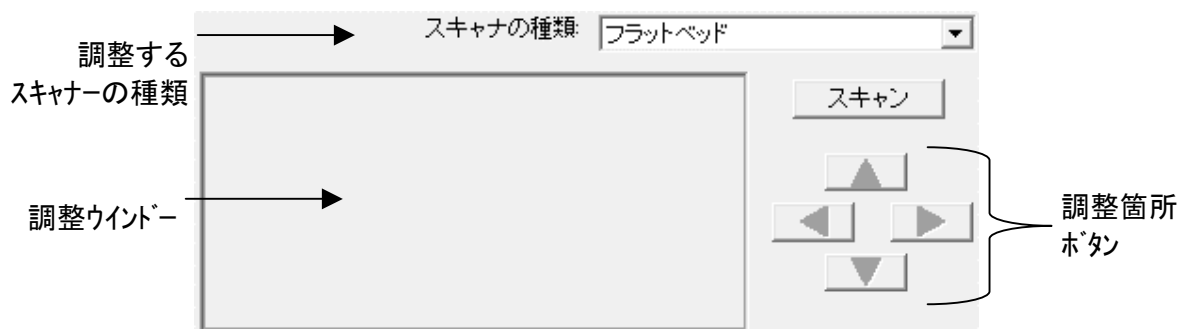 スキャナの種類: フラットベッド
調整する
スキャナーの種類
スキャン
調整ウインドー
調整箇所
ボタン